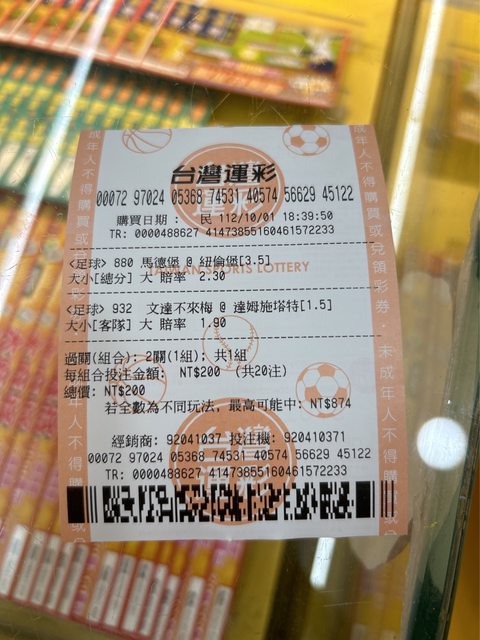 台灣運彩
00072 97024 05368 74531 40574 56629 45122
購買日期 : 民 112/10/01 18:39:50
TR: 0000488627 41473855160461572233
<足球> 880 馬德堡 @ 紐倫堡[3.5]
TAIWAN SPORTS LOTTERY
大小[總分] 大 賠率 2.30
<足球> 932 文達不來梅 @ 達姆施塔特[1.5]
大小[客隊] 大 賠率 1.90
過關(組合): 2關(1組): 共1組
每組合投注金額: NT$200 (共20注)
總價: NT$200
若全數為不同玩法, 最高可能中: NT$874
經銷商: 92041037 投注機: 920410371
00072 97024 05368 74531 40574 56629 45122
TR: 0000488627 41473855160461572233
成年人不得購買或兌領彩券．未成年人不得購買或兌